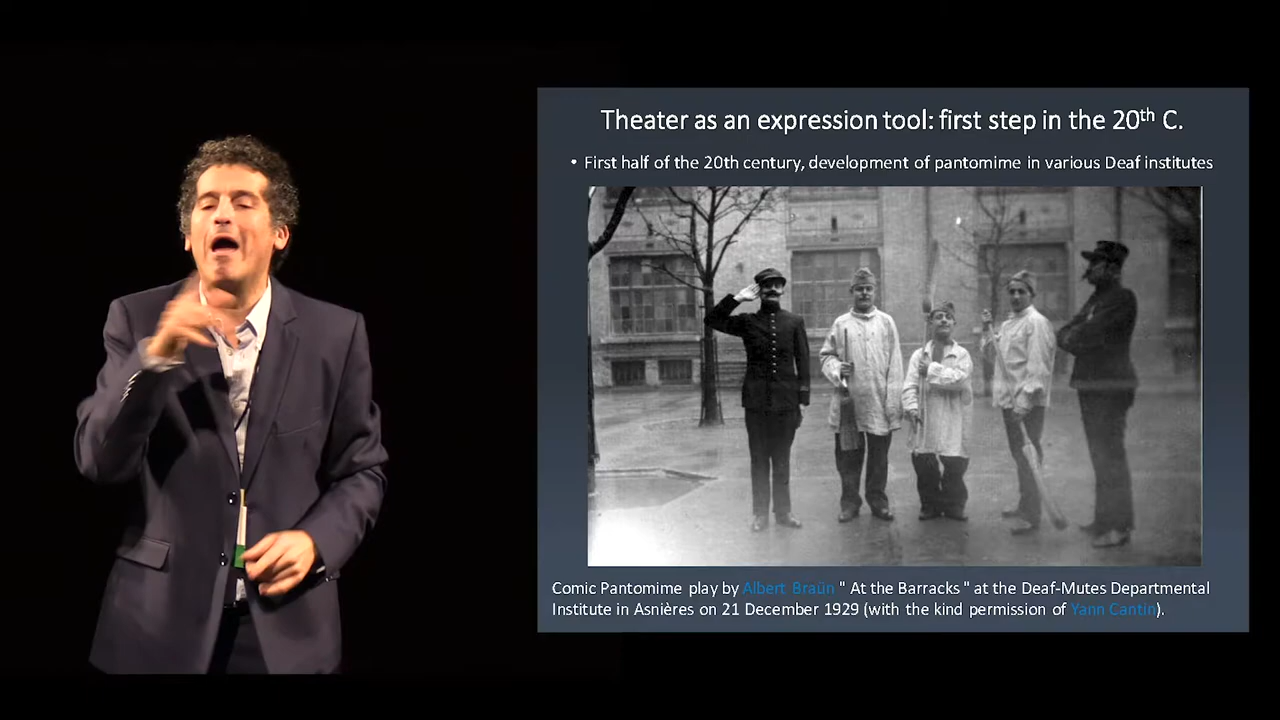 Theater as an expression tool: first step in the 20th C.
• First half of the 20th century, development of pantomime in various Deaf institutes
Comic Pantomime play by Albert Braün " At the Barracks " at the Deaf-Mutes Departmental
Institute in Asnières on 21 December 1929 (with the kind permission of Yann Cantin).